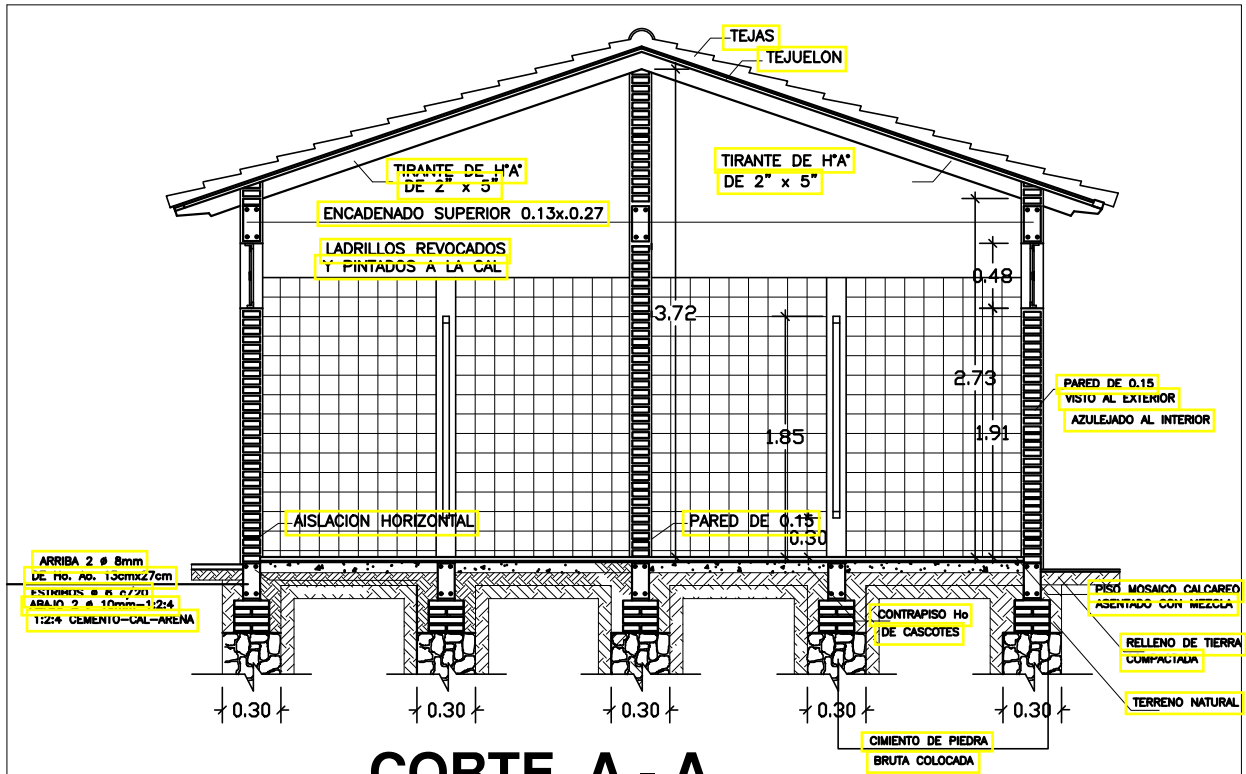 TEJAS
TEJUELON
TIRANTE DE H°A°
DE 2" x 5"
TIRANTE DE H°A°
DE 2" x 5"
ENCADENADO SUPERIOR 0.13x.0.27
LADRILLOS REVOCADOS
Y PINTADOS A LA CAL
0.48
3.72
2.73
PARED DE 0.15
VISTO AL EXTERIOR
AZULEJADO AL INTERIOR
1.85
1.91
AISLACION HORIZONTAL
PARED DE 0.15
0.30
ARRIBA 2 ø 8mm
DE Ho. Ao. 13cmx27cm
ESTRIBOS ø 6 c/20
ABAJO 2 ø 10mm-1:2:4
1:2:4 CEMENTO-CAL-ARENA
CONTRAPISO Ho
DE CASCOTES
PISO MOSAICO CALCAREO
ASENTADO CON MEZCLA
RELLENO DE TIERRA
COMPACTADA
TERRENO NATURAL
0.30
0.30
0.30
0.30
0.30
CIMIENTO DE PIEDRA
BRUTA COLOCADA
CORTE A - A